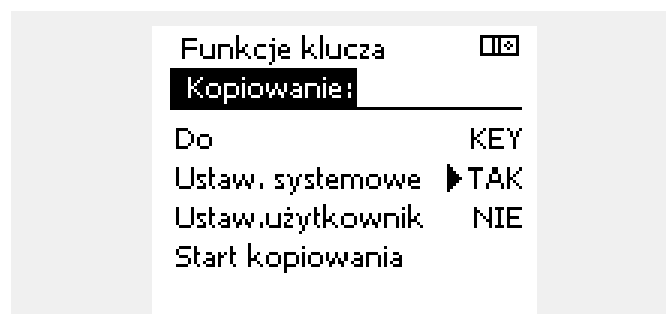 Funkcje klucza
Kopiowanie:
Do KEY
Ustaw. systemowe TAK
Ustaw.użytkownik NIE
Start kopiowania